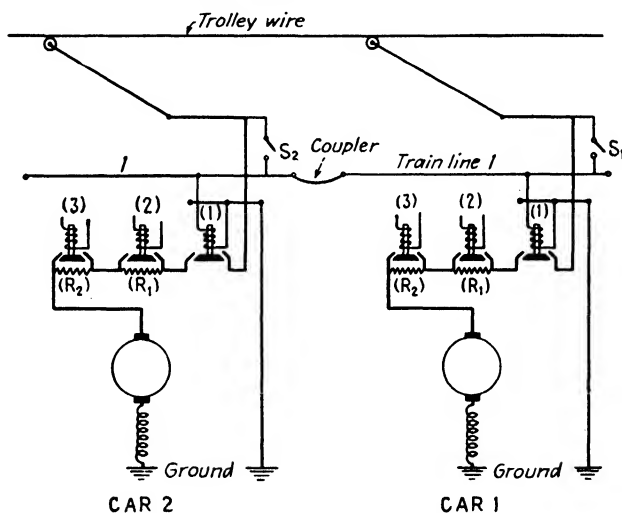 Trolley wire
S2
Coupler
S1
1
Train line 1
(3) (2) (1)
(3) (2) (1)
(R2) (R1)
(R2) (R1)
Ground
Ground
CAR 2
CAR 1